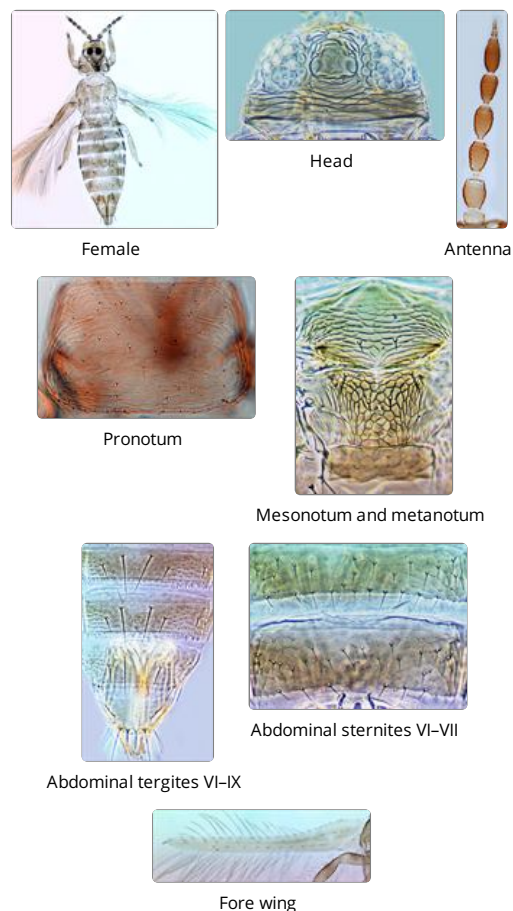 Female
Head
Antenna
Pronotum
Mesonotum and metanotum
Abdominal tergites VI–IX
Abdominal sternites VI–VII
Fore wing